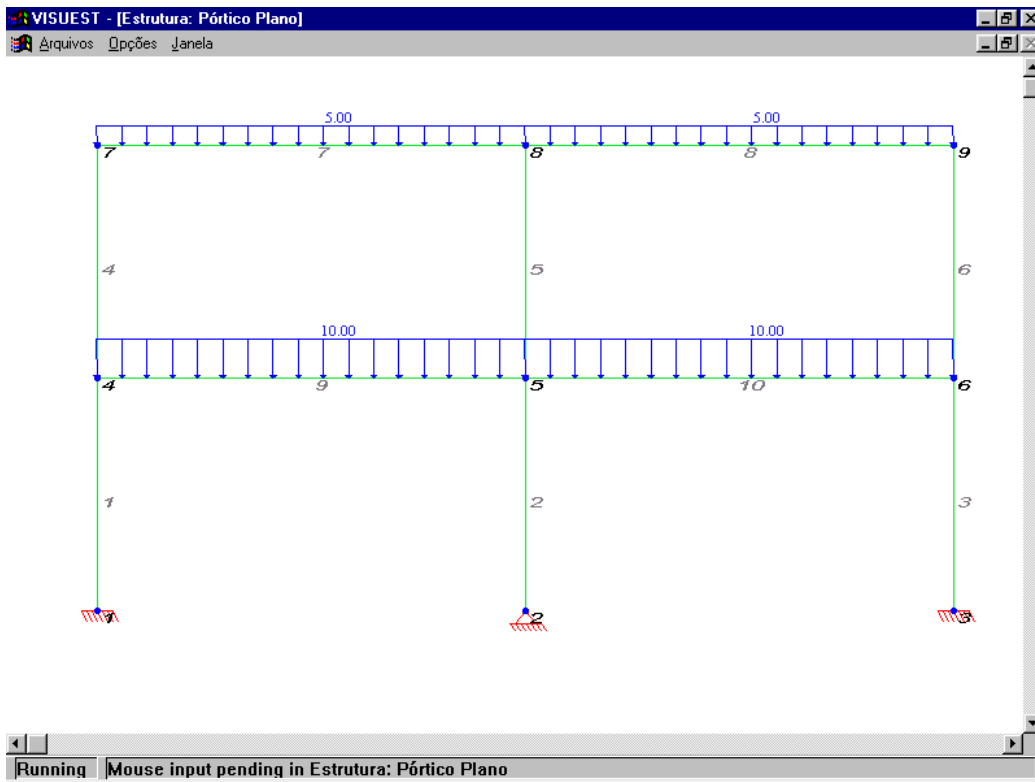 VISUEST - [Estrutura: Pórtico Plano]
Arquivos Opções Janela
5.00 5.00
7 7 8 8 9
4 5 6
10.00 10.00
4 9 5 10 6
1 2 3
1 2 3
Running Mouse input pending in Estrutura: Pórtico Plano